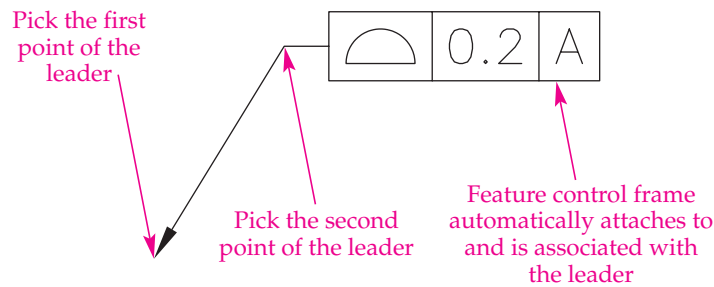 Pick the first
point of the
leader
0.2 A
Pick the second
point of the leader
Feature control frame
automatically attaches to
and is associated with
the leader